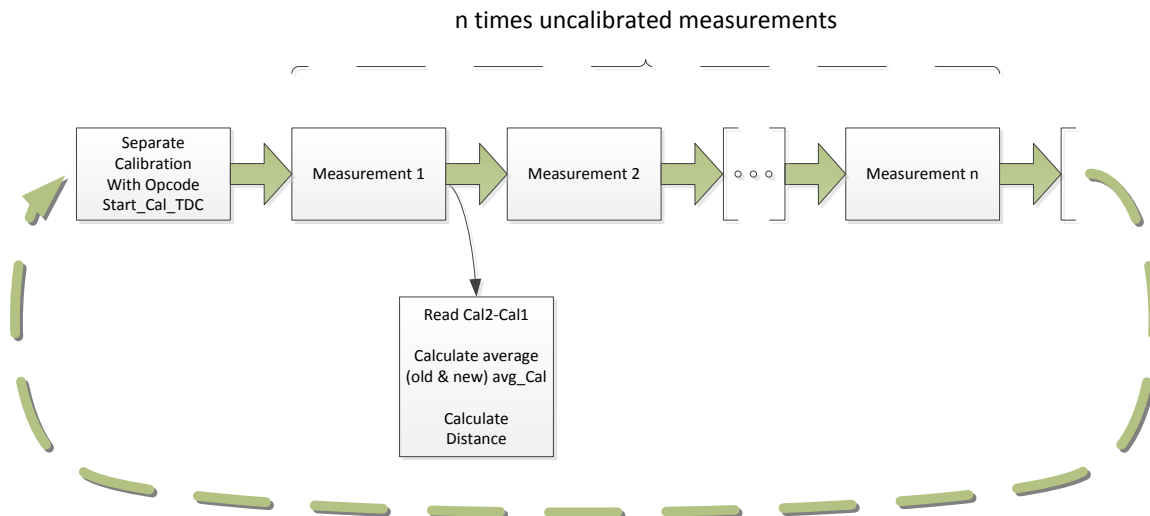 n times uncalibrated measurements
Separate
Calibration
With Opcode
Start_Cal_TDC
Measurement 1
Measurement 2
Measurement n
Read Cal2-Cal1
Calculate average
(old & new) avg_Cal
Calculate
Distance